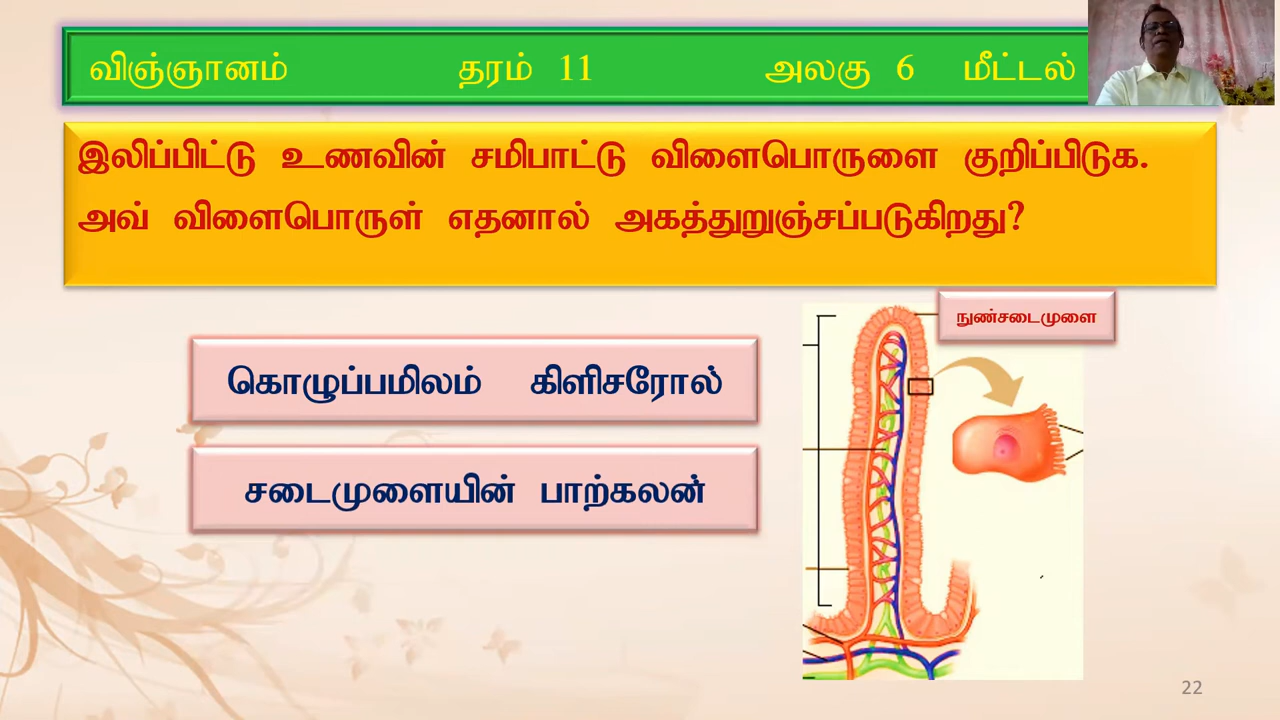 விஞ்ஞானம் தரம் 11 அலகு 6 மீட்டல்
இலிப்பிட்டு உணவின் சமிபாட்டு விளைபொருளை குறிப்பிடுக.
அவ் விளைபொருள் எதனால் அகத்துறுஞ்சப்படுகிறது?
நுண்சடைமுளை
கொழுப்பமிலம் கிளிசரோல்
சடைமுளையின் பாற்கலன்
22